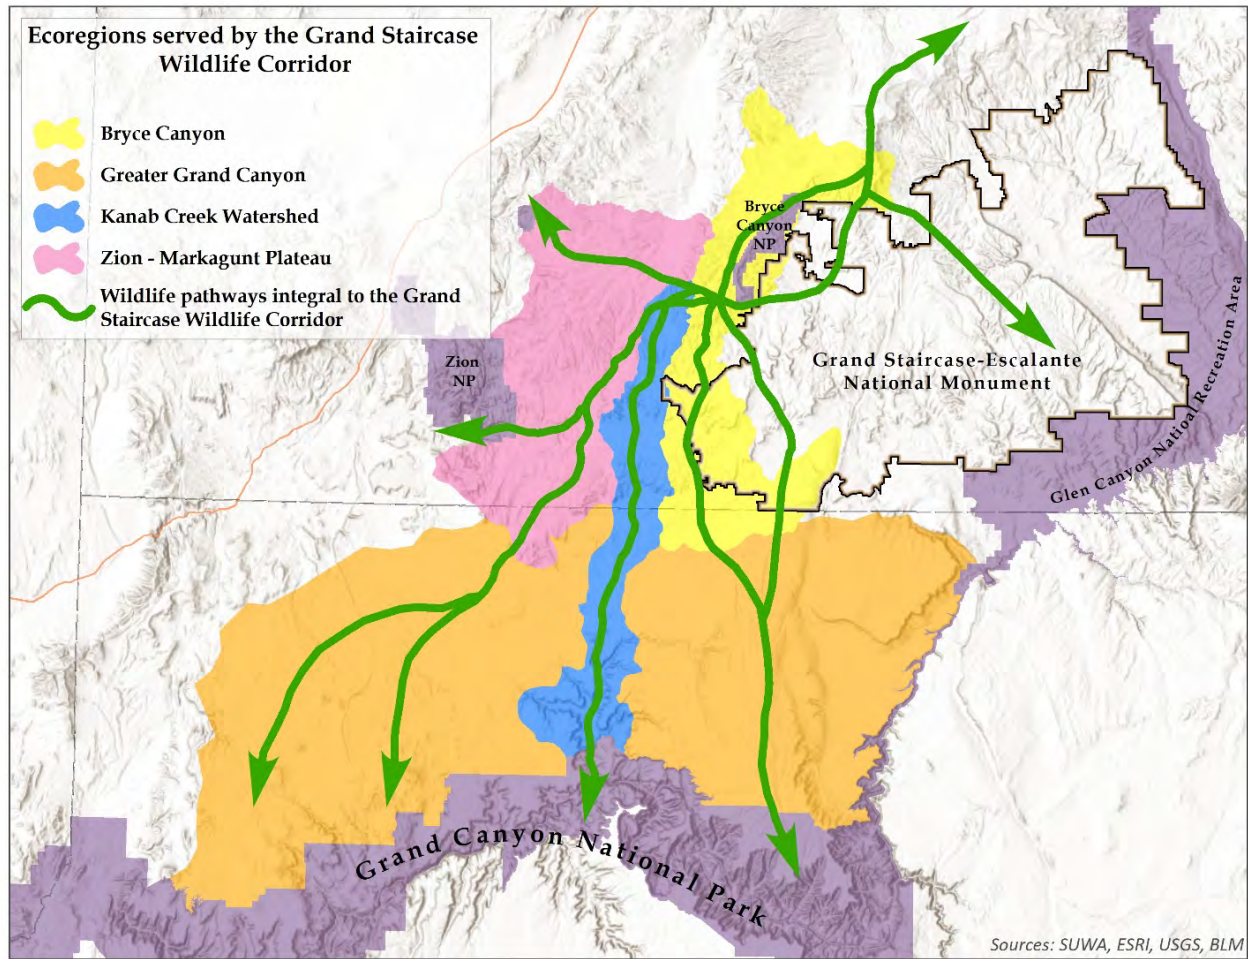 Ecoregions served by the Grand Staircase
Wildlife Corridor
Bryce Canyon
Greater Grand Canyon
Kanab Creek Watershed
Zion - Markagunt Plateau
Wildlife pathways integral to the Grand
Staircase Wildlife Corridor
Bryce
Canyon
NP
Zion
NP
Grand Staircase-Escalante
National Monument
Glen Canyon Natioal Recreation Area
Grand Canyon National Park
Sources: SUWA, ESRI, USGS, BLM